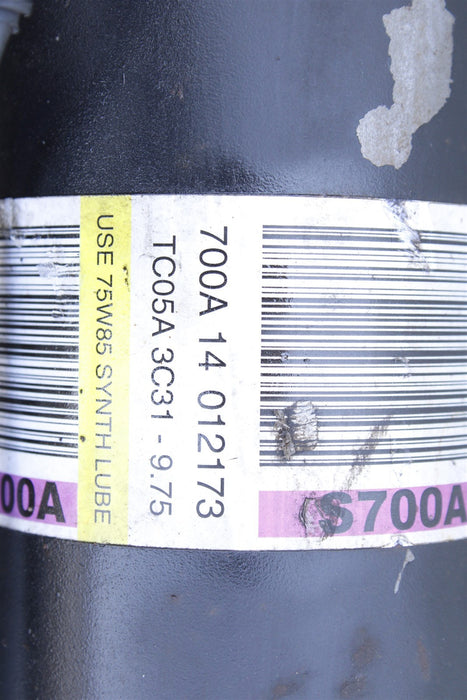 700A 14 012173
TC05A 3C31 - 9.75
USE 75W85 SYNTH LUBE
S700A
00A